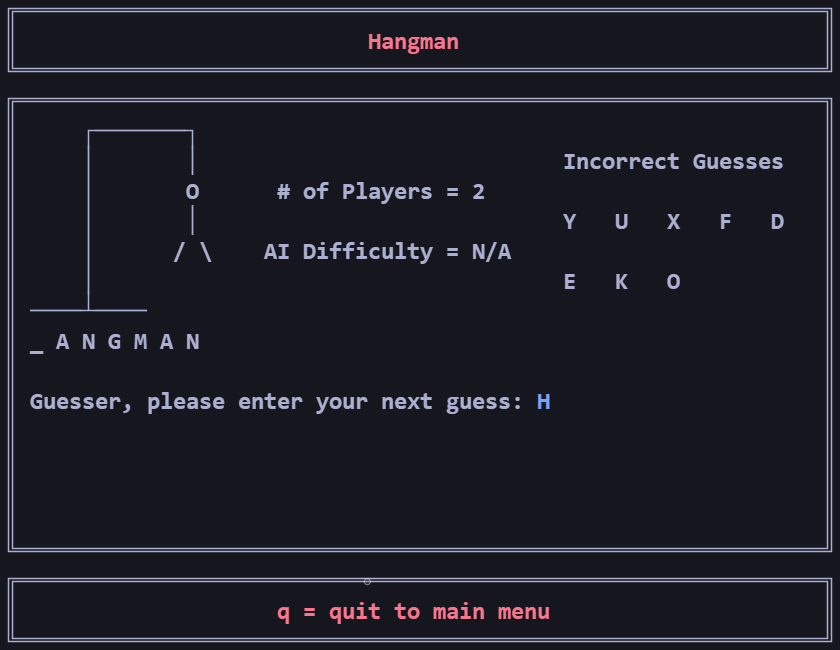 Hangman
Incorrect Guesses
O # of Players = 2
Y U X F D
/ \ AI Difficulty = N/A
E K O
_ A N G M A N
Guesser, please enter your next guess: H
q = quit to main menu